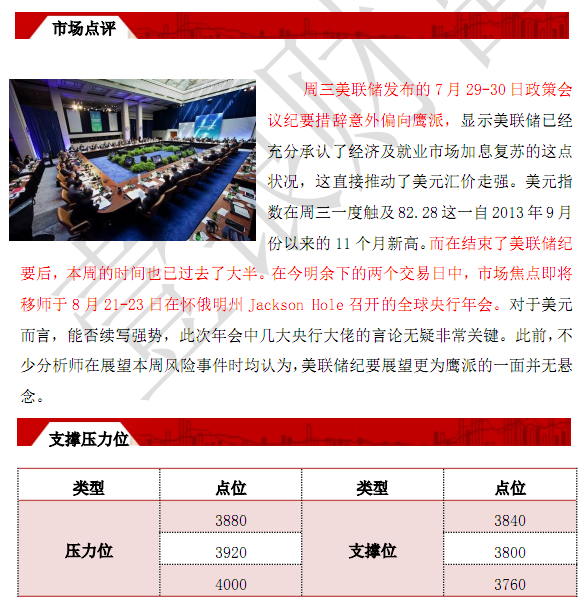 市场点评
周三美联储发布的 7 月 29-30 日政策会
议纪要措辞意外偏向鹰派，显示美联储已经
充分承认了经济及就业市场加息复苏的这点
状况，这直接推动了美元汇价走强。美元指
数在周三一度触及 82.28 这一自 2013 年 9 月
份以来的 11 个月新高。而在结束了美联储纪
要后，本周的时间也已过去了大半。在今明余下的两个交易日中，市场焦点即将
移师于 8 月 21-23 日在怀俄明州 Jackson Hole 召开的全球央行年会。对于美元
而言，能否续写强势，此次年会中几大央行大佬的言论无疑非常关键。此前，不
少分析师在展望本周风险事件时均认为，美联储纪要展望更为鹰派的一面并无悬
念。
支撑压力位
类型 点位 类型 点位
3880 3840
压力位 3920 支撑位 3800
4000 3760